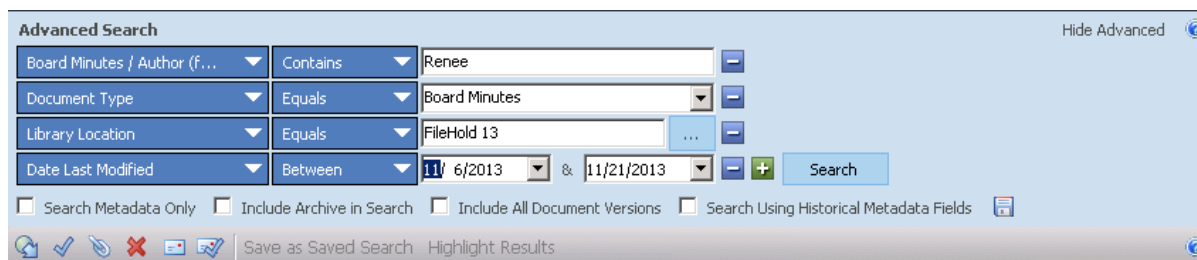 Advanced Search Hide Advanced
Board Minutes / Author (f... Contains Renee
Document Type Equals Board Minutes
Library Location Equals FileHold 13 ...
Date Last Modified Between 11/ 6/2013 & 11/21/2013 Search
Search Metadata Only Include Archive in Search Include All Document Versions Search Using Historical Metadata Fields
Save as Saved Search Highlight Results